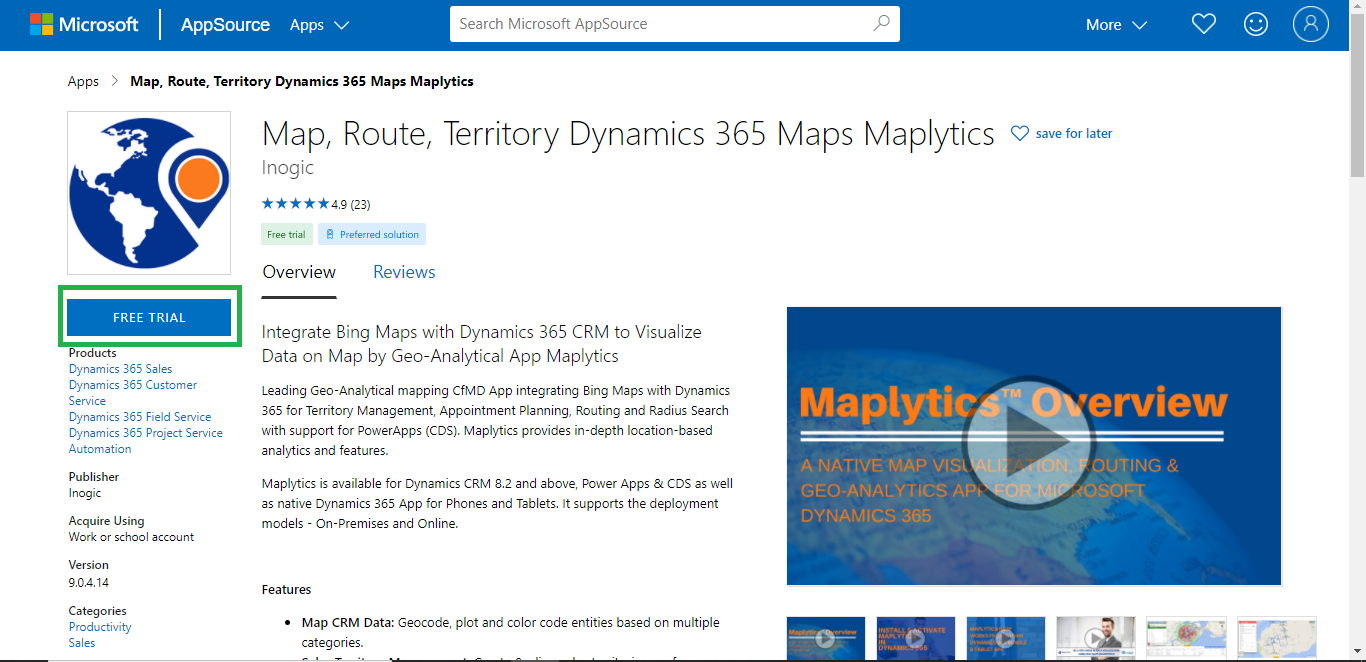 Microsoft
AppSource
Apps
Search Microsoft AppSource
More
Apps
Map, Route, Territory Dynamics 365 Maps Maplytics
Map, Route, Territory Dynamics 365 Maps Maplytics
save for later
Inogic
4.9 (23)
Free trial
Preferred solution
Overview
Reviews
FREE TRIAL
Products
Dynamics 365 Sales
Dynamics 365 Customer
Service
Dynamics 365 Field Service
Dynamics 365 Project Service
Automation
Publisher
Inogic
Acquire Using
Work or school account
Version
9.0.4.14
Categories
Productivity
Sales
Integrate Bing Maps with Dynamics 365 CRM to Visualize
Data on Map by Geo-Analytical App Maplytics
Leading Geo-Analytical mapping CfMD App integrating Bing Maps with Dynamics
365 for Territory Management, Appointment Planning, Routing and Radius Search
with support for PowerApps (CDS). Maplytics provides in-depth location-based
analytics and features.
Maplytics is available for Dynamics CRM 8.2 and above, Power Apps & CDS as well
as native Dynamics 365 App for Phones and Tablets. It supports the deployment
models - On-Premises and Online.
Features
• Map CRM Data: Geocode, plot and color code entities based on multiple
categories.
Maplytics™ Overview
A NATIVE MAP VISUALIZATION, ROUTING &
GEO-ANALYTICS APP FOR MICROSOFT
DYNAMICS 365
Maplytics Overview
INSTALL & ACTIVATE
MAPLYTICS
IN
DYNAMICS 365